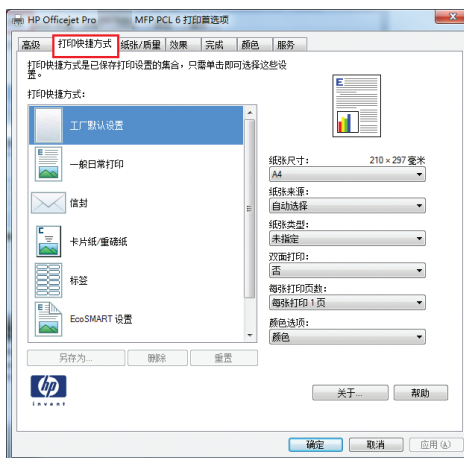 HP Officejet Pro MFP PCL 6 打印首选项
高级 打印快捷方式 纸张/质量 效果 完成 颜色 服务
打印快捷方式是已保存打印设置的集合，只需单击即可选择这些设
置。
打印快捷方式：
工厂默认设置
一般日常打印
信封
卡片纸/重磅纸
标签
EcoSMART 设置
另存为... 删除 重置
纸张尺寸： 210 × 297 毫米
A4
纸张来源：
自动选择
纸张类型：
未指定
双面打印：
否
每张打印页数：
每张打印 1 页
颜色选项：
颜色
hp
invent
关于... 帮助
确定 取消 应用(A)